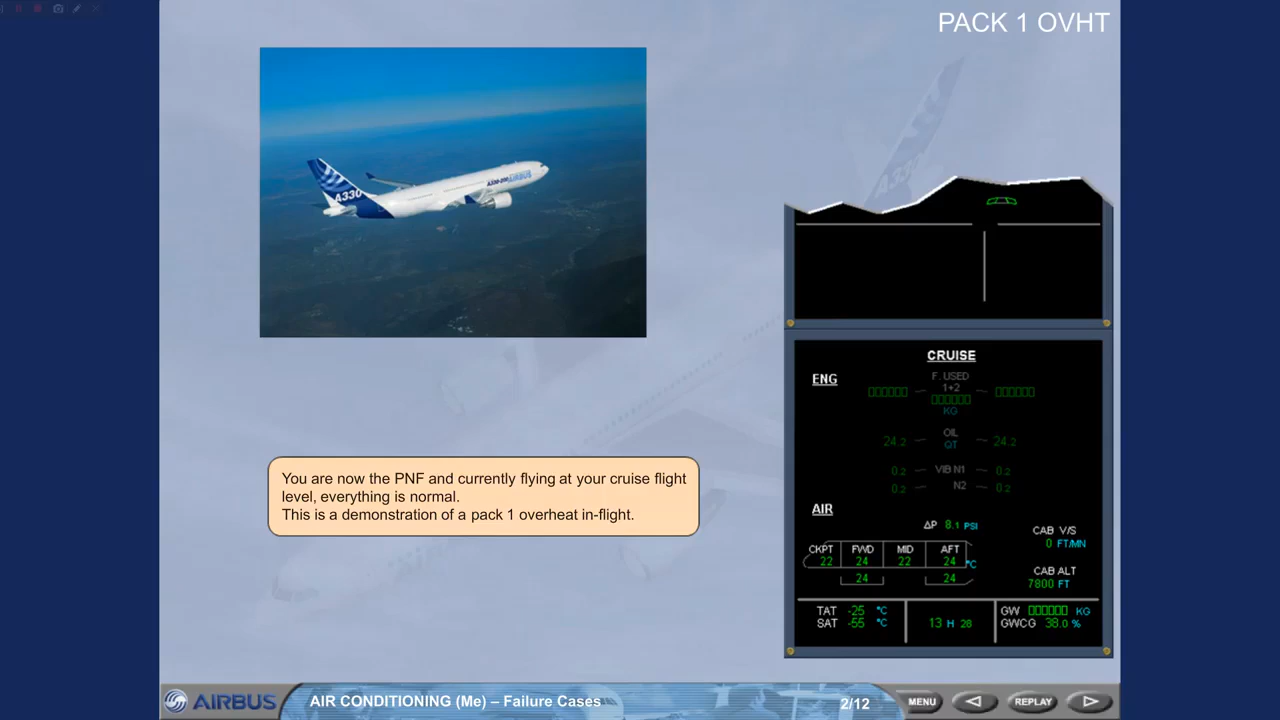 PACK 1 OVHT
A330
A330-200 AIRBUS
You are now the PNF and currently flying at your cruise flight
level, everything is normal.
This is a demonstration of a pack 1 overheat in-flight.
CRUISE
ENG
F. USED
1+2
KG
OIL
24.2 QT 24.2
0.2 VIB N1 0.2
0.2 N2 0.2
AIR
ΔP 8.1 PSI
CAB V/S
0 FT/MN
CKPT FWD MID AFT
22 24 22 24 °C
24 24
CAB ALT
7800 FT
TAT -25 °C
SAT -55 °C
13 H 28
GW KG
GWCG 38.0 %
AIRBUS
AIR CONDITIONING (Me) – Failure Cases
2/12
MENU
REPLAY